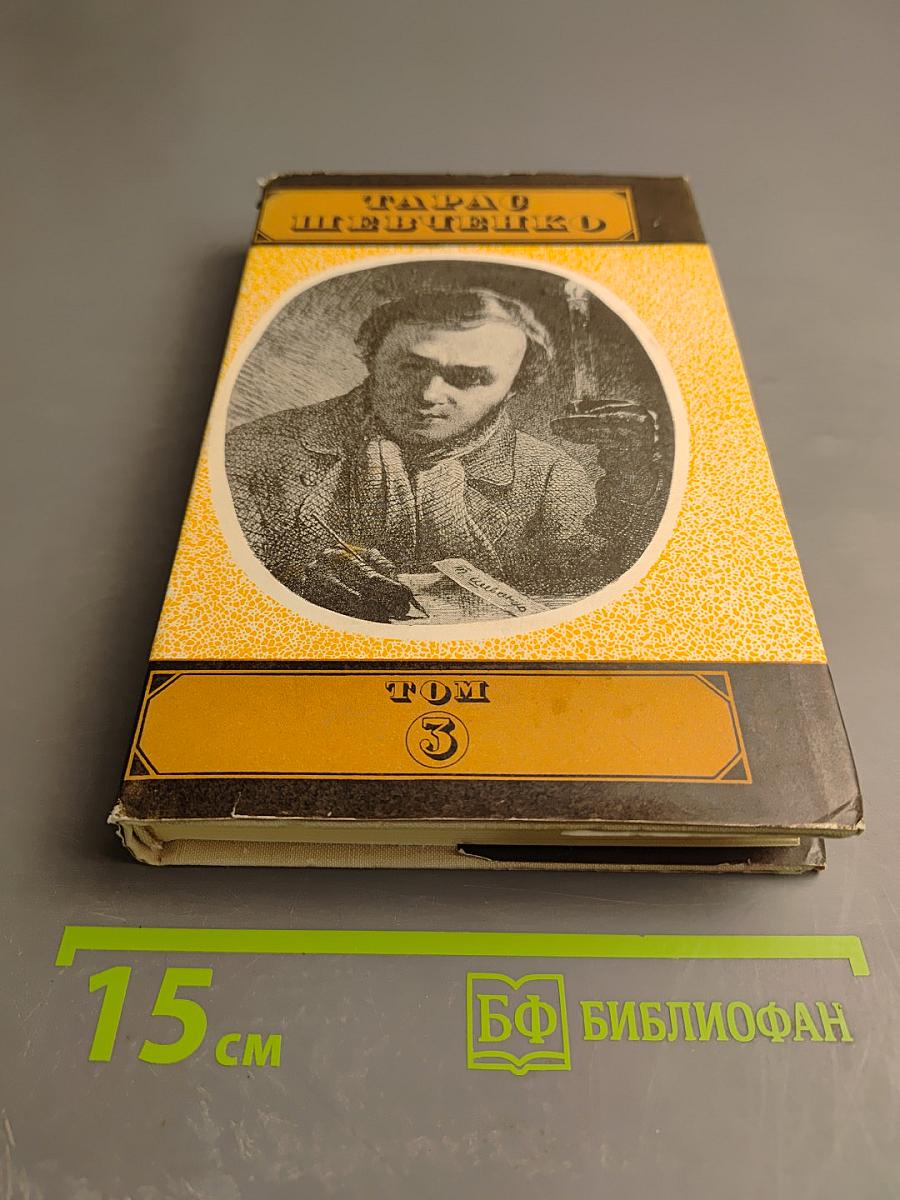 ТАРАС
ШЕВЧЕНКО
ТОМ
3
15 см
БФ БИБЛИОФАН